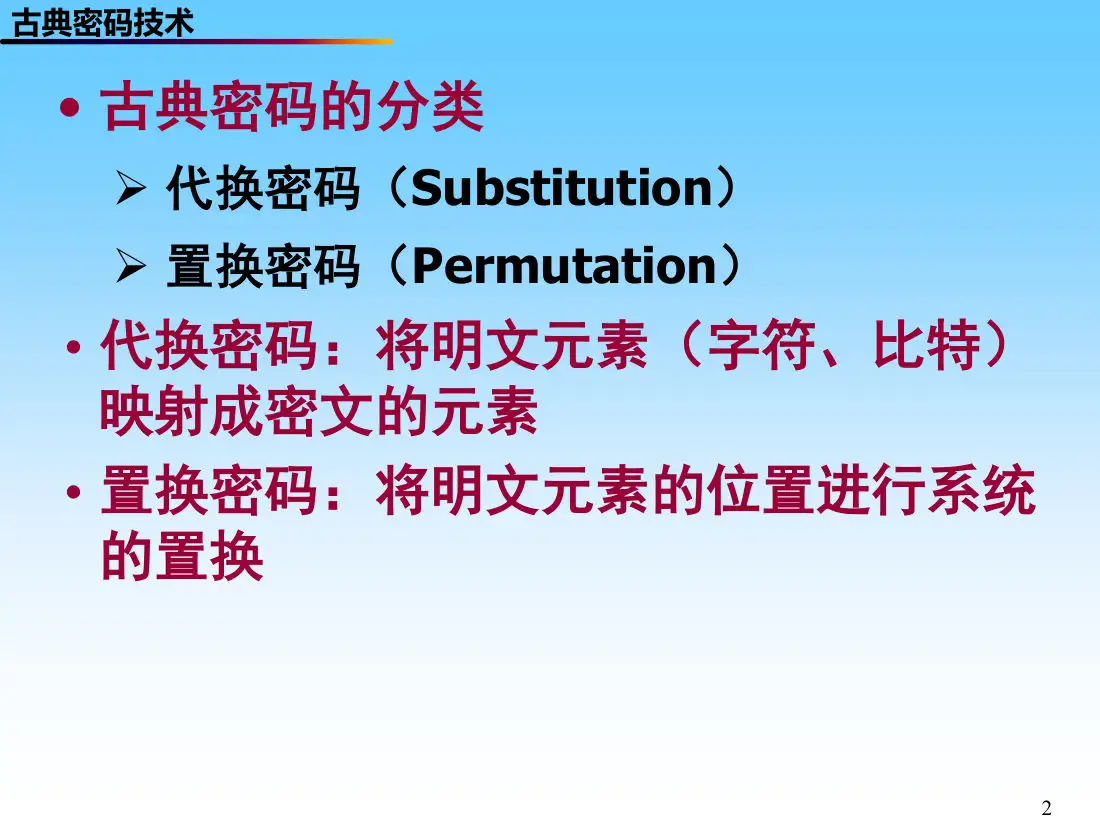 古典密码技术
• 古典密码的分类
➢ 代换密码（Substitution）
➢ 置换密码（Permutation）
• 代换密码：将明文元素（字符、比特）
映射成密文的元素
• 置换密码：将明文元素的位置进行系统
的置换
2